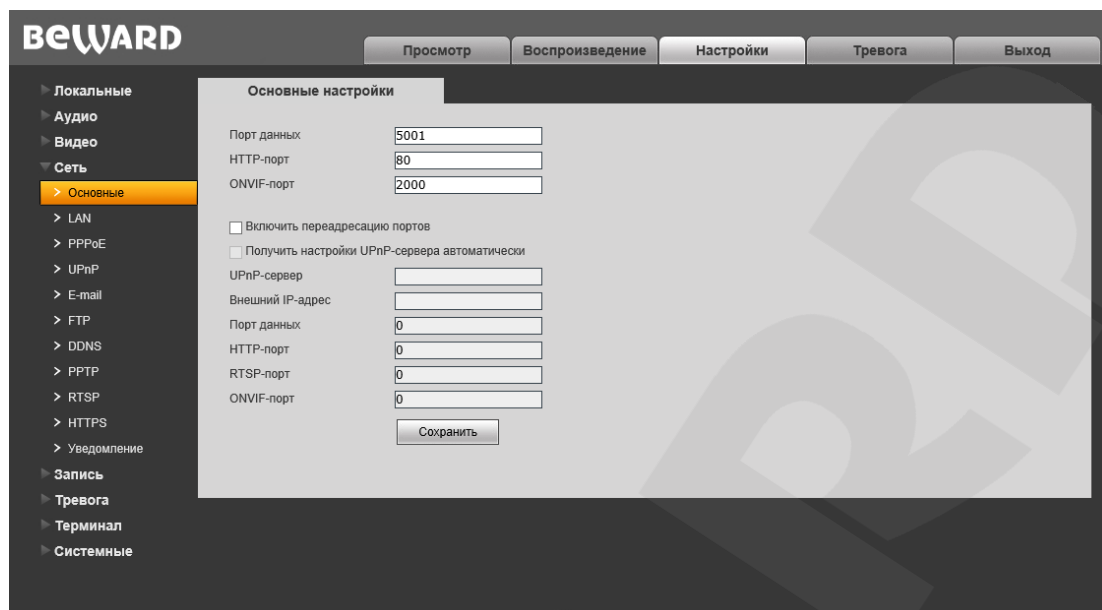 BEWARD
Просмотр
Воспроизведение
Настройки
Тревога
Выход
Локальные
Аудио
Видео
Сеть
Основные
LAN
PPPoE
UPnP
E-mail
FTP
DDNS
PPTP
RTSP
HTTPS
Уведомление
Запись
Тревога
Терминал
Системные
Основные настройки
Порт данных 5001
HTTP-порт 80
ONVIF-порт 2000
Включить переадресацию портов
Получить настройки UPnP-сервера автоматически
UPnP-сервер
Внешний IP-адрес
Порт данных 0
HTTP-порт 0
RTSP-порт 0
ONVIF-порт 0
Сохранить